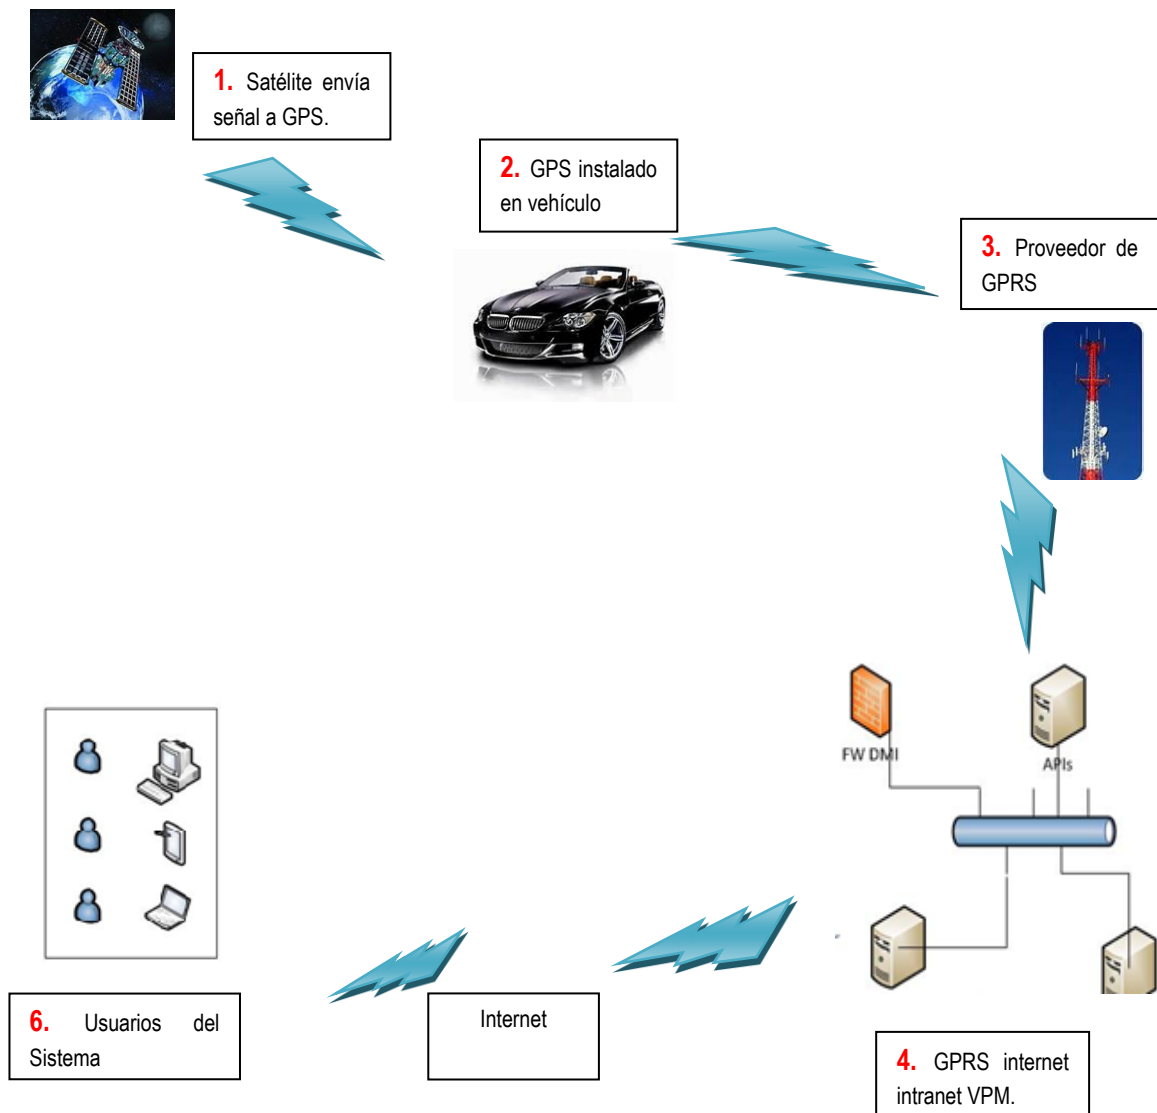 1. Satélite envía
señal a GPS.
2. GPS instalado
en vehículo
3. Proveedor de
GPRS
FW DMI
APIs
6. Usuarios del
Sistema
Internet
4. GPRS internet
intranet VPM.